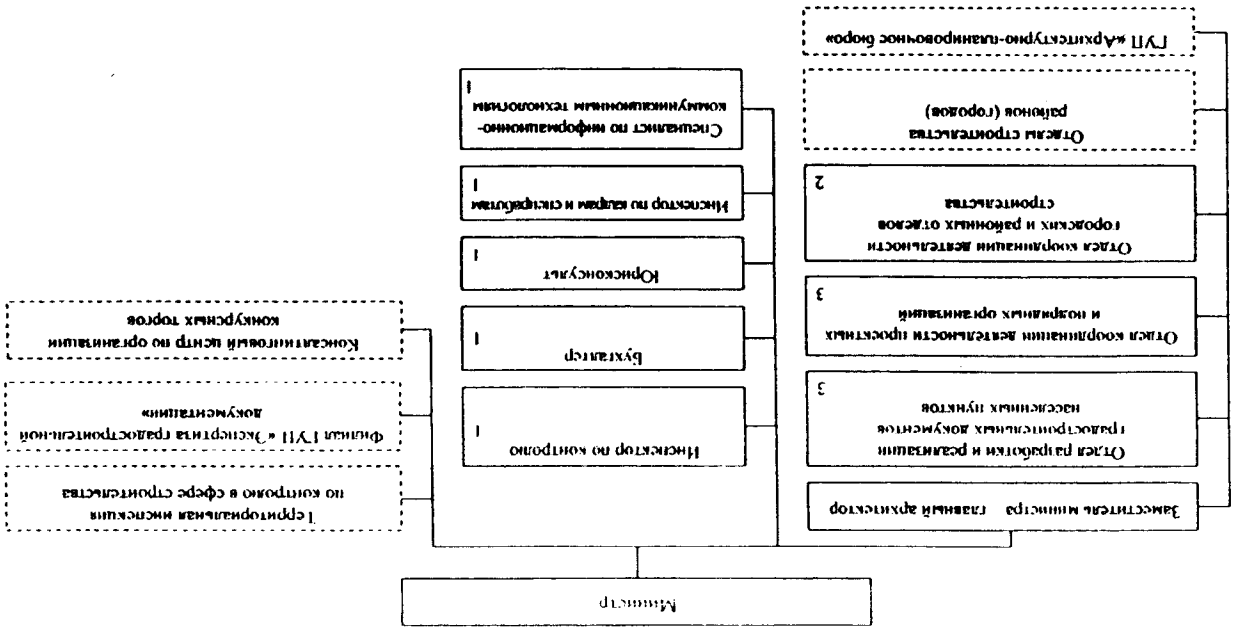 Министр
Заместитель министра главный архитектор
Отдел разработки и реализации
градостроительных документов
населенных пунктов
3
Отдел координации деятельности проектных
и подрядных организаций
3
Отдел координации деятельности
городских и районных отделов
строительства
2
Отделы строительства
районов (городов)
ГУП «Архитектурно-планировочное бюро»
Инспектор по контролю
1
Бухгалтер
1
Юрисконсульт
1
Инспектор по кадрам и спецработам
1
Специалист по информационно-
коммуникационным технологиям
1
Территориальная инспекция
по контролю в сфере строительства
Филиал ГУП «Экспертиза градостроительной
документации»
Консалтинговый центр по организации
конкурсных торгов